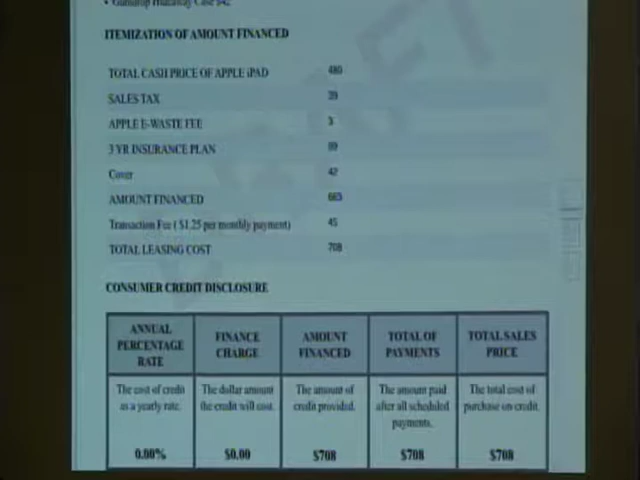 ITEMIZATION OF AMOUNT FINANCED
TOTAL CASH PRICE OF APPLE iPAD 480
SALES TAX 39
APPLE E-WASTE FEE 3
3 YR INSURANCE PLAN 99
Cover 42
AMOUNT FINANCED 663
Transaction Fee ( $1.25 per monthly payment) 45
TOTAL LEASING COST 708
CONSUMER CREDIT DISCLOSURE
ANNUAL PERCENTAGE RATE
FINANCE CHARGE
AMOUNT FINANCED
TOTAL OF PAYMENTS
TOTAL SALES PRICE
The cost of credit as a yearly rate.
The dollar amount the credit will cost.
The amount of credit provided.
The amount paid after all scheduled payments.
The total cost of purchase on credit.
0.00% $0.00 $708 $708 $708